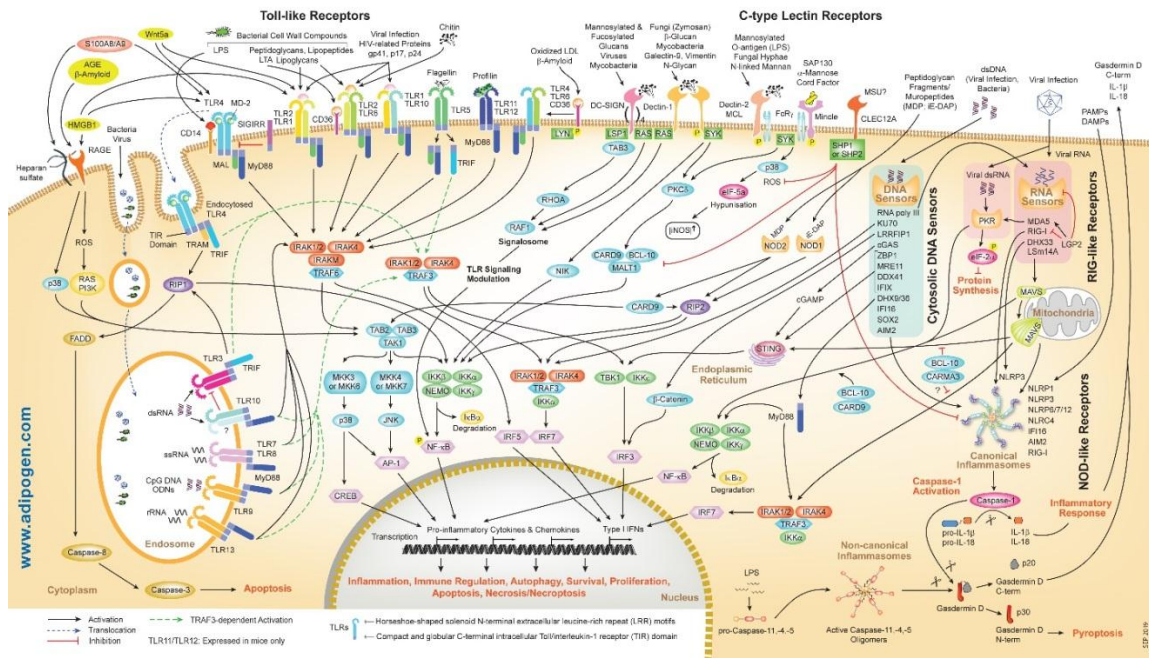 Toll-like Receptors
C-type Lectin Receptors
S100A8/A9
Wnt5a
Bacterial Cell Wall Compounds
LPS
Peptidoglycans, Lipopeptides
LTA Lipoglycans
Viral Infection
HIV-related Proteins
gp41, p17, p24
Chitin
Flagellin
Profilin
Oxidized LDL
β-Amyloid
Mannosylated &
Fucosylated
Glucans
Viruses
Mycobacteria
Fungi (Zymosan)
β-Glucan
Mycobacteria
Galectin-9, Vimentin
N-Glycan
Mannosylated
O-antigen (LPS)
Fungal Hyphae
N-linked Mannan
SAP130
α-Mannose
Cord Factor
MSU?
Peptidoglycan
Fragments/
Muropeptides
(MDP: iE-DAP)
dsDNA
(Viral Infection,
Bacteria)
Viral Infection
Gasdermin D
C-term
IL-1β
IL-18
PAMPs
DAMPs
AGE
β-Amyloid
HMGB1
RAGE
Heparan
sulfate
Bacteria
Virus
TLR4
MD-2
CD14
MAL
MyD88
SIGIRR
TLR2
TLR1
CD36
TLR2
TLR6
TLR1
TLR10
TLR5
TRIF
MyD88
TLR11
TLR12
TLR4
TLR6
CD36
LYN
P
DC-SIGN
LSP1
TAB3
Dectin-1
4
RAS
RAS
P
SYK
Dectin-2
MCL
FcRγ
Mincle
P
SYK
P
CLEC12A
SHP1
or SHP2
P
Endocytosed
TLR4
TIR
Domain
TRAM
TRIF
ROS
p38
RAS
PI3K
RIP1
FADD
IRAK1/2
IRAK4
IRAKM
TRAF6
IRAK1/2
IRAK4
TRAF3
RHOA
RAF1
Signalosome
TLR Signaling
Modulation
PKCδ
NIK
p38
ROS
eIF-5a
Hypunisation
[iNOS]↑
MDP
iE-DAP
NOD2
NOD1
CARD9
BCL-10
MALT1
CARD9
RIP2
DNA
Sensors
RNA poly III
KU70
LRRFIP1
cGAS
ZBP1
MRE11
DDX41
IFIX
DHX9/36
IFI16
SOX2
AIM2
Cytosolic DNA Sensors
cGAMP
STING
Endoplasmic
Reticulum
Viral RNA
Viral dsRNA
PKR
P
eIF-2α
Protein
Synthesis
RNA
Sensors
MDA5
RIG-I
DHX33
LSm14A
LGP2
RIG-like Receptors
MAVS
Mitochondria
MAVS
BCL-10
CARMA3
?
NLRP3
NLRP1
NLRP3
NLRP6/7/12
NLRC4
IFI16
AIM2
RIG-I
NOD-like Receptors
Canonical
Inflammasomes
Caspase-1
Activation
Caspase-1
pro-IL-1β
pro-IL-18
IL-1β
IL-18
Inflammatory
Response
TAB2
TAB3
TAK1
MKK3
or MKK6
MKK4
or MKK7
p38
JNK
AP-1
CREB
IKKβ
IKKα
NEMO
IKKγ
IκBα
Degradation
P
NF-κB
IRAK1/2
IRAK4
TRAF3
IKKα
IRF5
IRF7
TBK1
IKKε
β-Catenin
IRF3
IKKβ
IKKα
NEMO
IKKγ
IκBα
Degradation
NF-κB
MyD88
BCL-10
CARD9
IRF7
IRAK1/2
IRAK4
TRAF3
IKKα
TLR3
TRIF
dsRNA
TLR10
?
ssRNA
TLR7
TLR8
MyD88
CpG DNA
ODNs
TLR9
rRNA
TLR13
Endosome
Caspase-8
Caspase-3
Apoptosis
Cytoplasm
Transcription
Pro-inflammatory Cytokines & Chemokines
Type I IFNs
Inflammation, Immune Regulation, Autophagy, Survival, Proliferation,
Apoptosis, Necrosis/Necroptosis
Nucleus
Non-canonical
Inflammasomes
LPS
pro-Caspase-11,-4,-5
Active Caspase-11,-4,-5
Oligomers
Gasdermin D
p20
Gasdermin D
C-term
p30
Gasdermin D
N-term
Pyroptosis
www.adipogen.com
Activation
Translocation
Inhibition
TRAF3-dependent Activation
TLR11/TLR12: Expressed in mice only
TLRs
Horseshoe-shaped solenoid N-terminal extracellular leucine-rich repeat (LRR) motifs
Compact and globular C-terminal intracellular Toll/interleukin-1 receptor (TIR) domain
SEP 2019